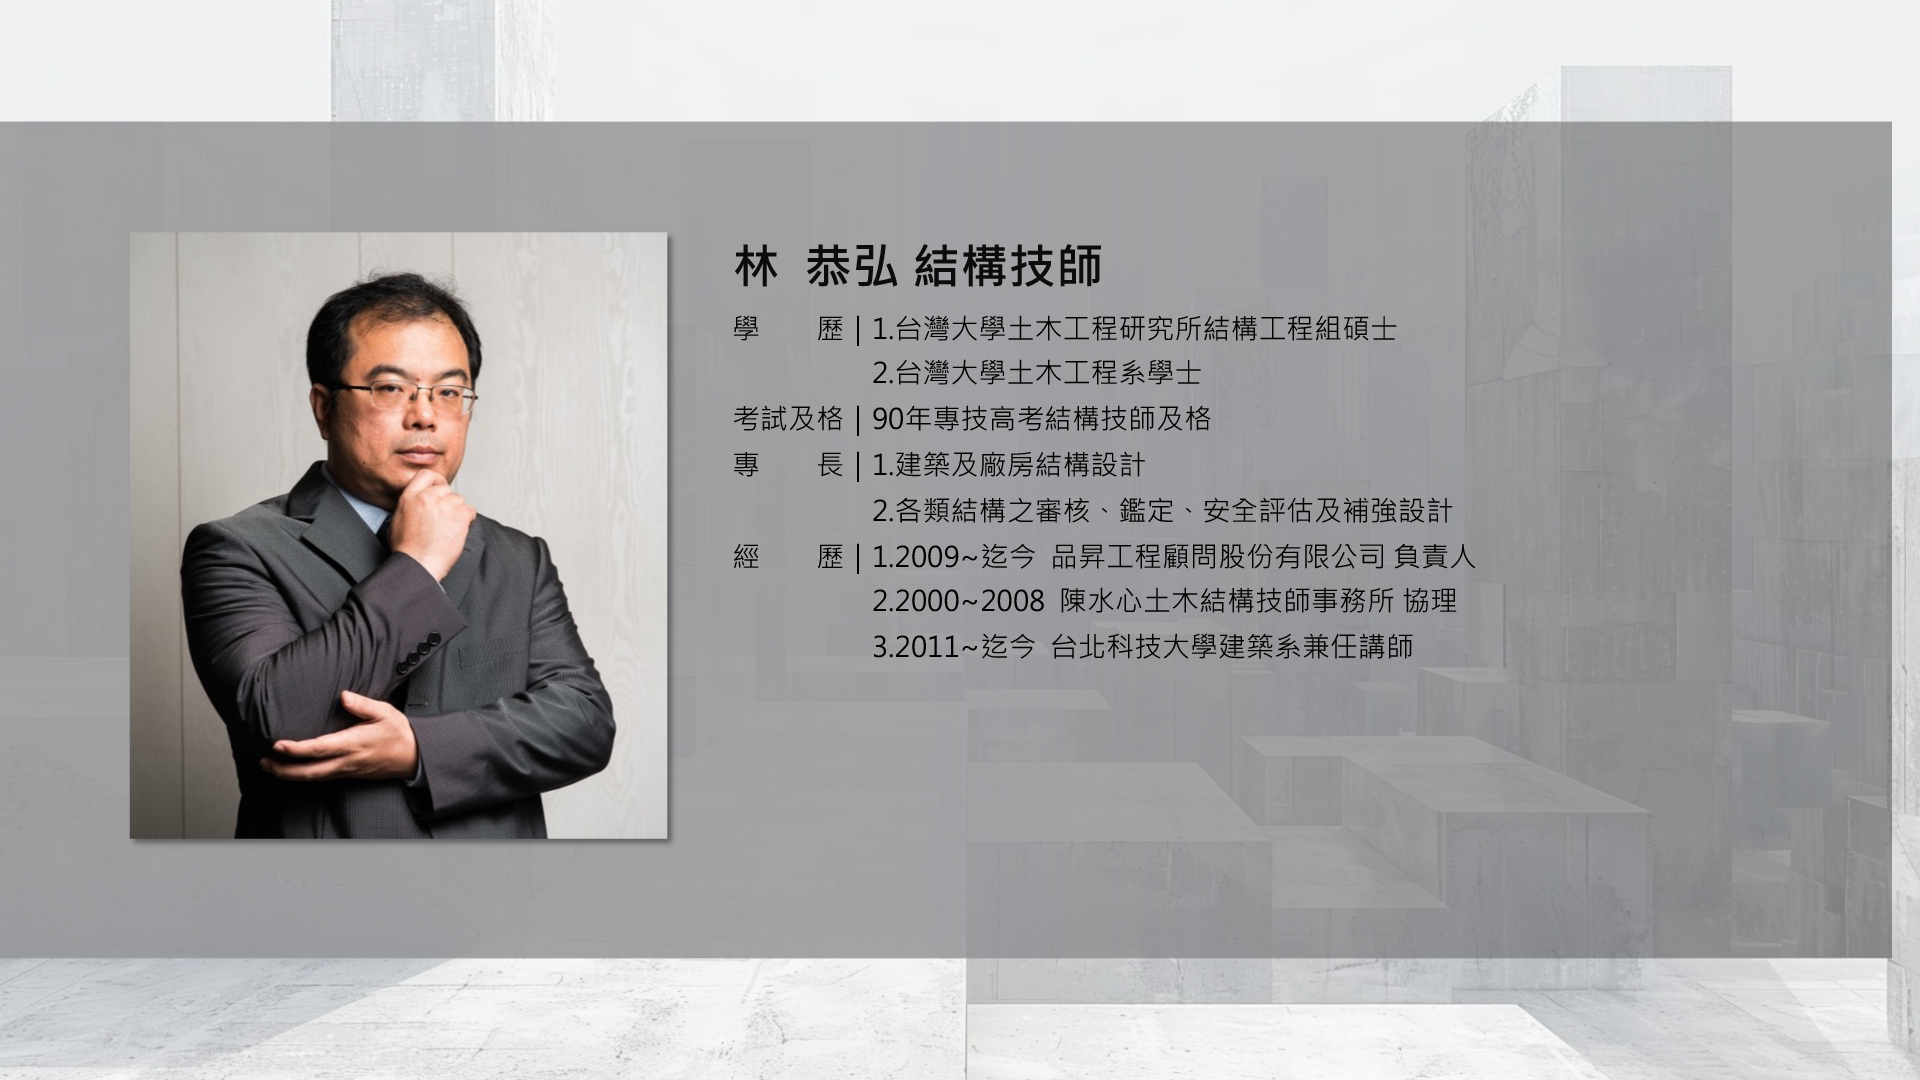 林 恭弘 結構技師
學 歷 | 1.台灣大學土木工程研究所結構工程組碩士
2.台灣大學土木工程系學士
考試及格 | 90年專技高考結構技師及格
專 長 | 1.建築及廠房結構設計
2.各類結構之審核、鑑定、安全評估及補強設計
經 歷 | 1.2009~迄今 品昇工程顧問股份有限公司 負責人
2.2000~2008 陳水心土木結構技師事務所 協理
3.2011~迄今 台北科技大學建築系兼任講師